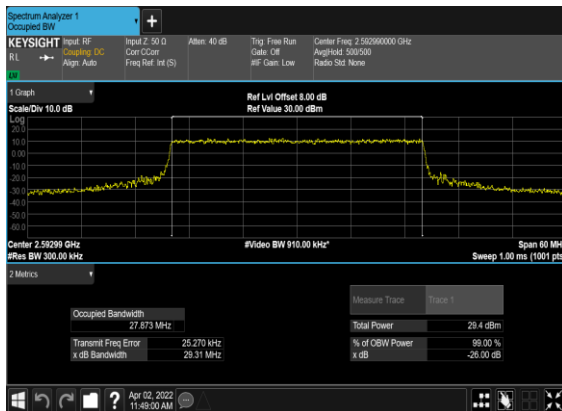 Spectrum Analyzer 1
Occupied BW
KEYSIGHT
RL
Input: RF
Coupling: DC
Align: Auto
Input Z: 50 Ω
Corr CCorr
Freq Ref: Int (S)
Atten: 40 dB
Trig: Free Run
Gate: Off
#IF Gain: Low
Center Freq: 2.592990000 GHz
Avg|Hold: 500/500
Radio Std: None
1 Graph
Scale/Div 10.0 dB
Ref Lvl Offset 8.00 dB
Ref Value 30.00 dBm
Log
20.0
10.0
0.00
-10.0
-20.0
-30.0
-40.0
-50.0
-60.0
Center 2.59299 GHz
#Res BW 300.00 kHz
#Video BW 910.00 kHz*
Span 60 MH
Sweep 1.00 ms (1001 pts
2 Metrics
Measure Trace
Trace 1
Occupied Bandwidth
27.873 MHz
Total Power
29.4 dBm
Transmit Freq Error
25.270 kHz
% of OBW Power
99.00 %
x dB Bandwidth
29.31 MHz
x dB
-26.00 dB
?
Apr 02, 2022
11:49:00 AM